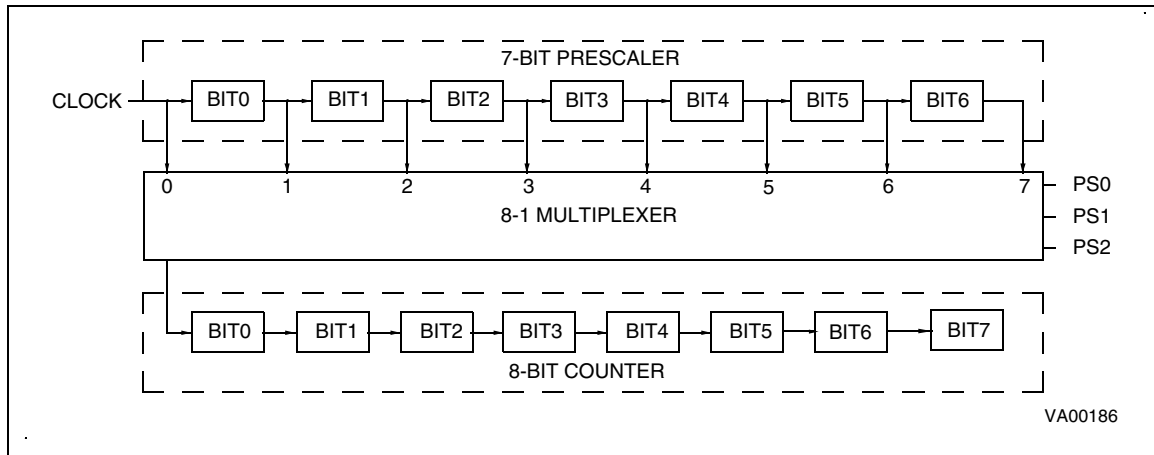 7-BIT PRESCALER
CLOCK BIT0 BIT1 BIT2 BIT3 BIT4 BIT5 BIT6
0 1 2 3 4 5 6 7 PS0
8-1 MULTIPLEXER PS1
PS2
BIT0 BIT1 BIT2 BIT3 BIT4 BIT5 BIT6 BIT7
8-BIT COUNTER
VA00186